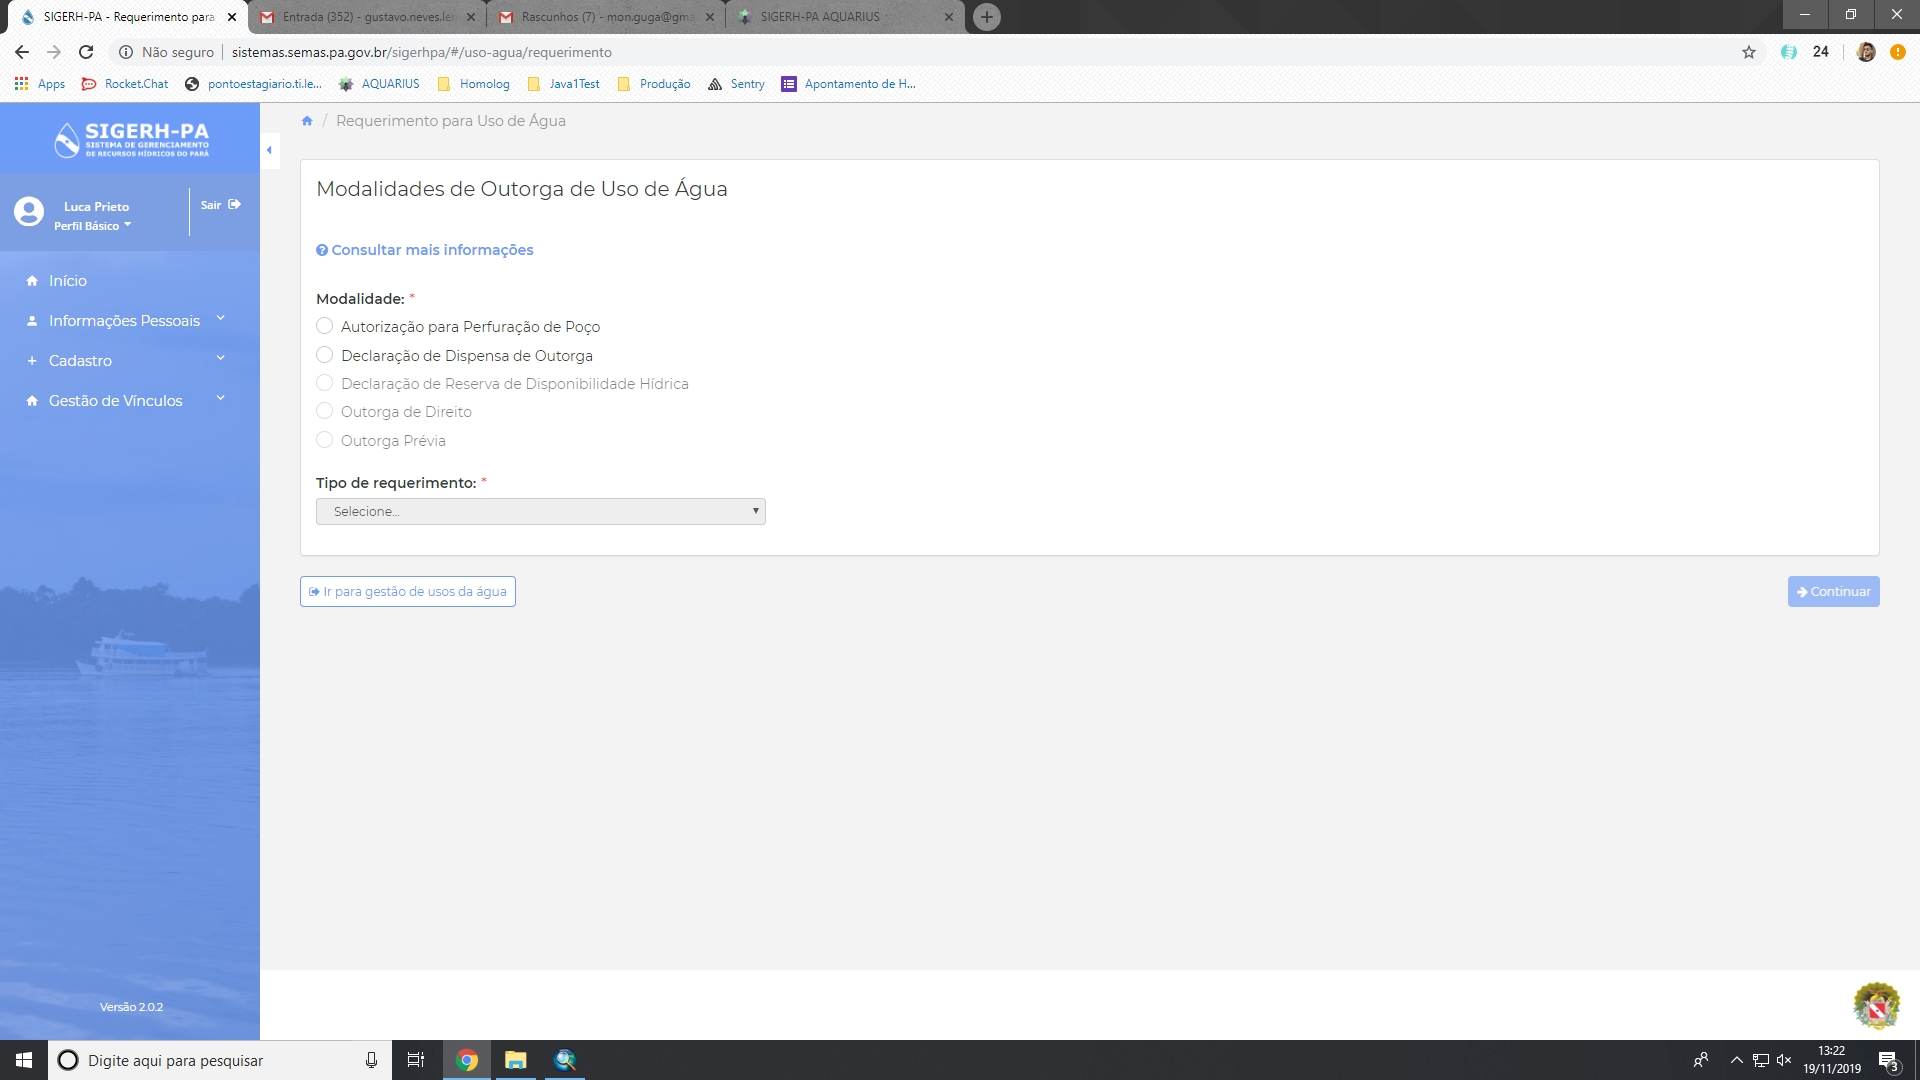 SIGERH-PA - Requerimento para
Entrada (352) - gustavo.neves.le
Rascunhos (7) - mon.guga@gma
SIGERH-PA AQUARIUS
Não seguro
sistemas.semas.pa.gov.br/sigerhpa/#/uso-agua/requerimento
24
Apps
Rocket.Chat
pontoestagiario.ti.le...
AQUARIUS
Homolog
Java1Test
Produção
Sentry
Apontamento de H...
SIGERH-PA
SISTEMA DE GERENCIAMENTO
DE RECURSOS HÍDRICOS DO PARÁ
Luca Prieto
Perfil Básico
Sair
Início
Informações Pessoais
Cadastro
Gestão de Vínculos
Versão 2.0.2
/ Requerimento para Uso de Água
Modalidades de Outorga de Uso de Água
Consultar mais informações
Modalidade: *
Autorização para Perfuração de Poço
Declaração de Dispensa de Outorga
Declaração de Reserva de Disponibilidade Hídrica
Outorga de Direito
Outorga Prévia
Tipo de requerimento: *
Selecione...
Ir para gestão de usos da água
Continuar
Digite aqui para pesquisar
13:22
19/11/2019
3